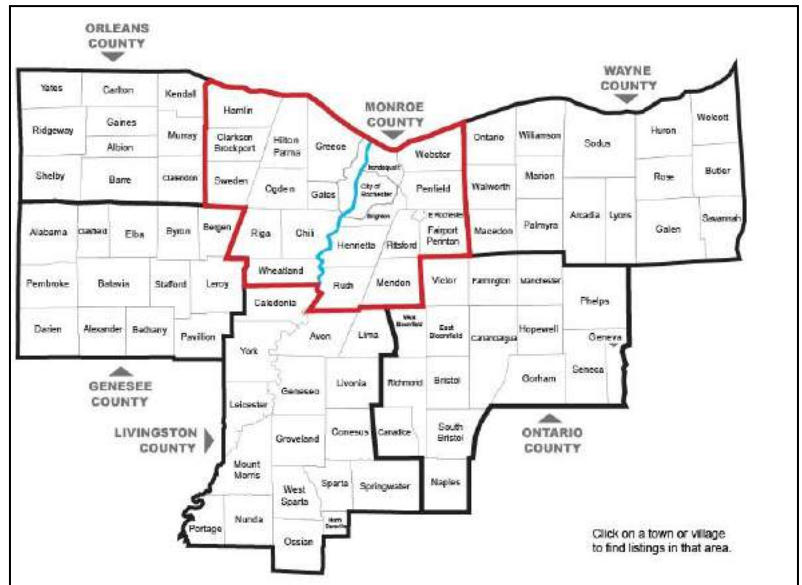 ORLEANS
COUNTY
WAYNE
COUNTY
MONROE
COUNTY
Yates
Carlton
Kendall
Ridgeway
Gaines
Murray
Albion
Shelby
Barre
Clarendon
Hamlin
Clarkson
Brockport
Hilton
Parma
Greece
Sweden
Ogden
Gates
Irondequoit
City of
Rochester
Brighton
Webster
Penfield
E Rochester
Fairport
Perinton
Riga
Chili
Henrietta
Pittsford
Wheatland
Rush
Mendon
Ontario
Williamson
Sodus
Huron
Wolcott
Walworth
Marion
Rose
Butler
Macedon
Palmyra
Arcadia
Lyons
Galen
Savannah
Alabama
Oakfield
Elba
Byron
Bergen
Pembroke
Batavia
Stafford
Leroy
Darien
Alexander
Bethany
Pavilion
GENESEE
COUNTY
Caledonia
Avon
Lima
York
Leicester
Geneseo
Livonia
Groveland
Conesus
LIVINGSTON
COUNTY
Mount
Morris
West
Sparta
Sparta
Springwater
Portage
Nunda
Ossian
North
Dansville
Victor
Farmington
Manchester
Phelps
West
Bloomfield
East
Bloomfield
Canandaigua
Hopewell
Geneva
Seneca
Gorham
Richmond
Bristol
Canadice
South
Bristol
Naples
ONTARIO
COUNTY
Click on a town or village
to find listings in that area.